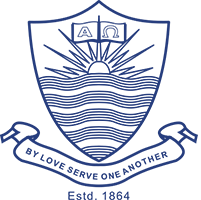 A Ω
BY LOVE SERVE ONE ANOTHER
Estd. 1864